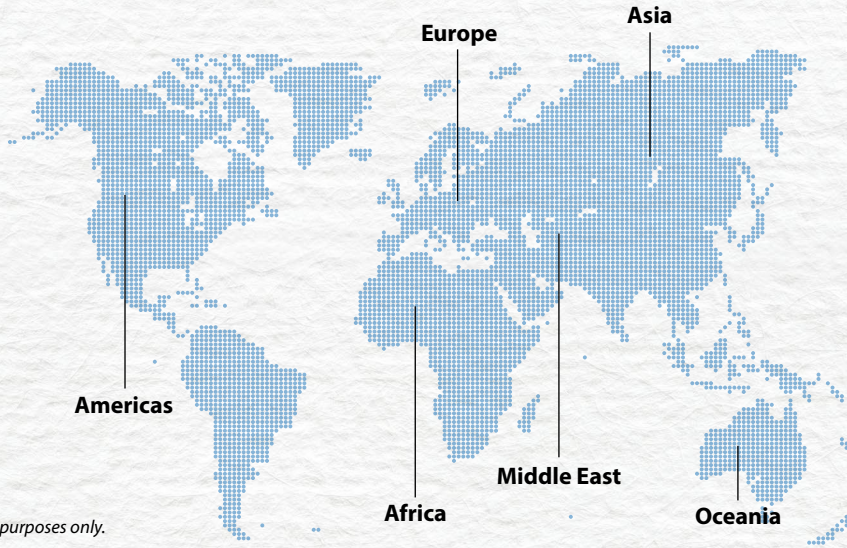 Asia
Europe
Americas
Middle East
Africa
Oceania
purposes only.